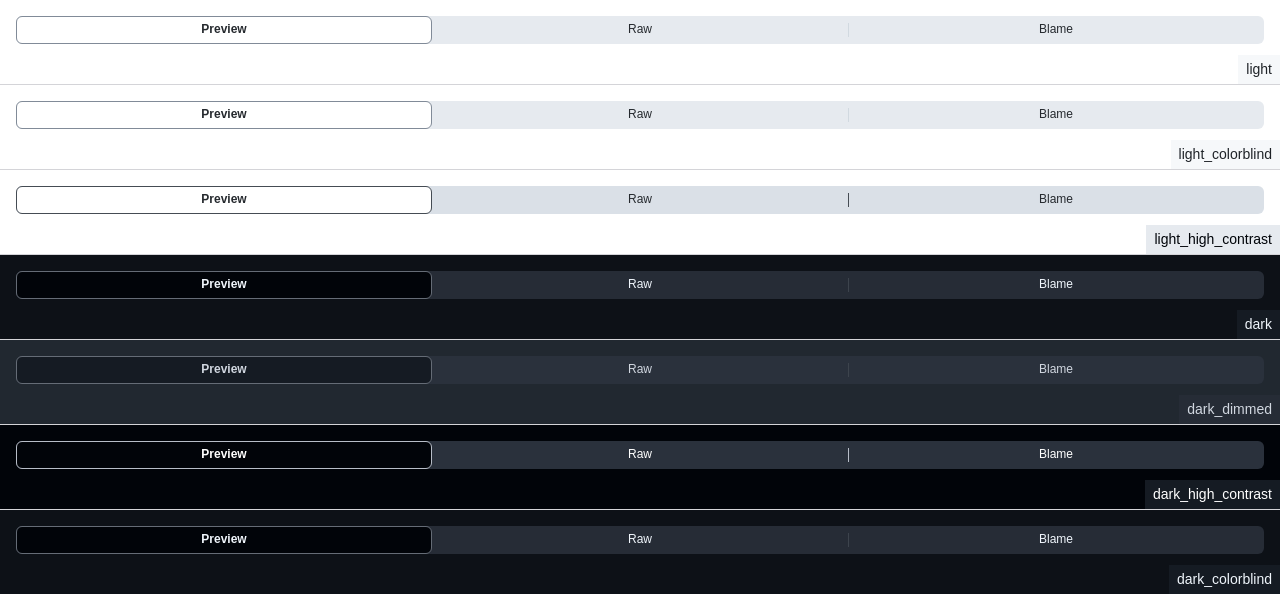 Preview Raw Blame
light
Preview Raw Blame
light_colorblind
Preview Raw Blame
light_high_contrast
Preview Raw Blame
dark
Preview Raw Blame
dark_dimmed
Preview Raw Blame
dark_high_contrast
Preview Raw Blame
dark_colorblind